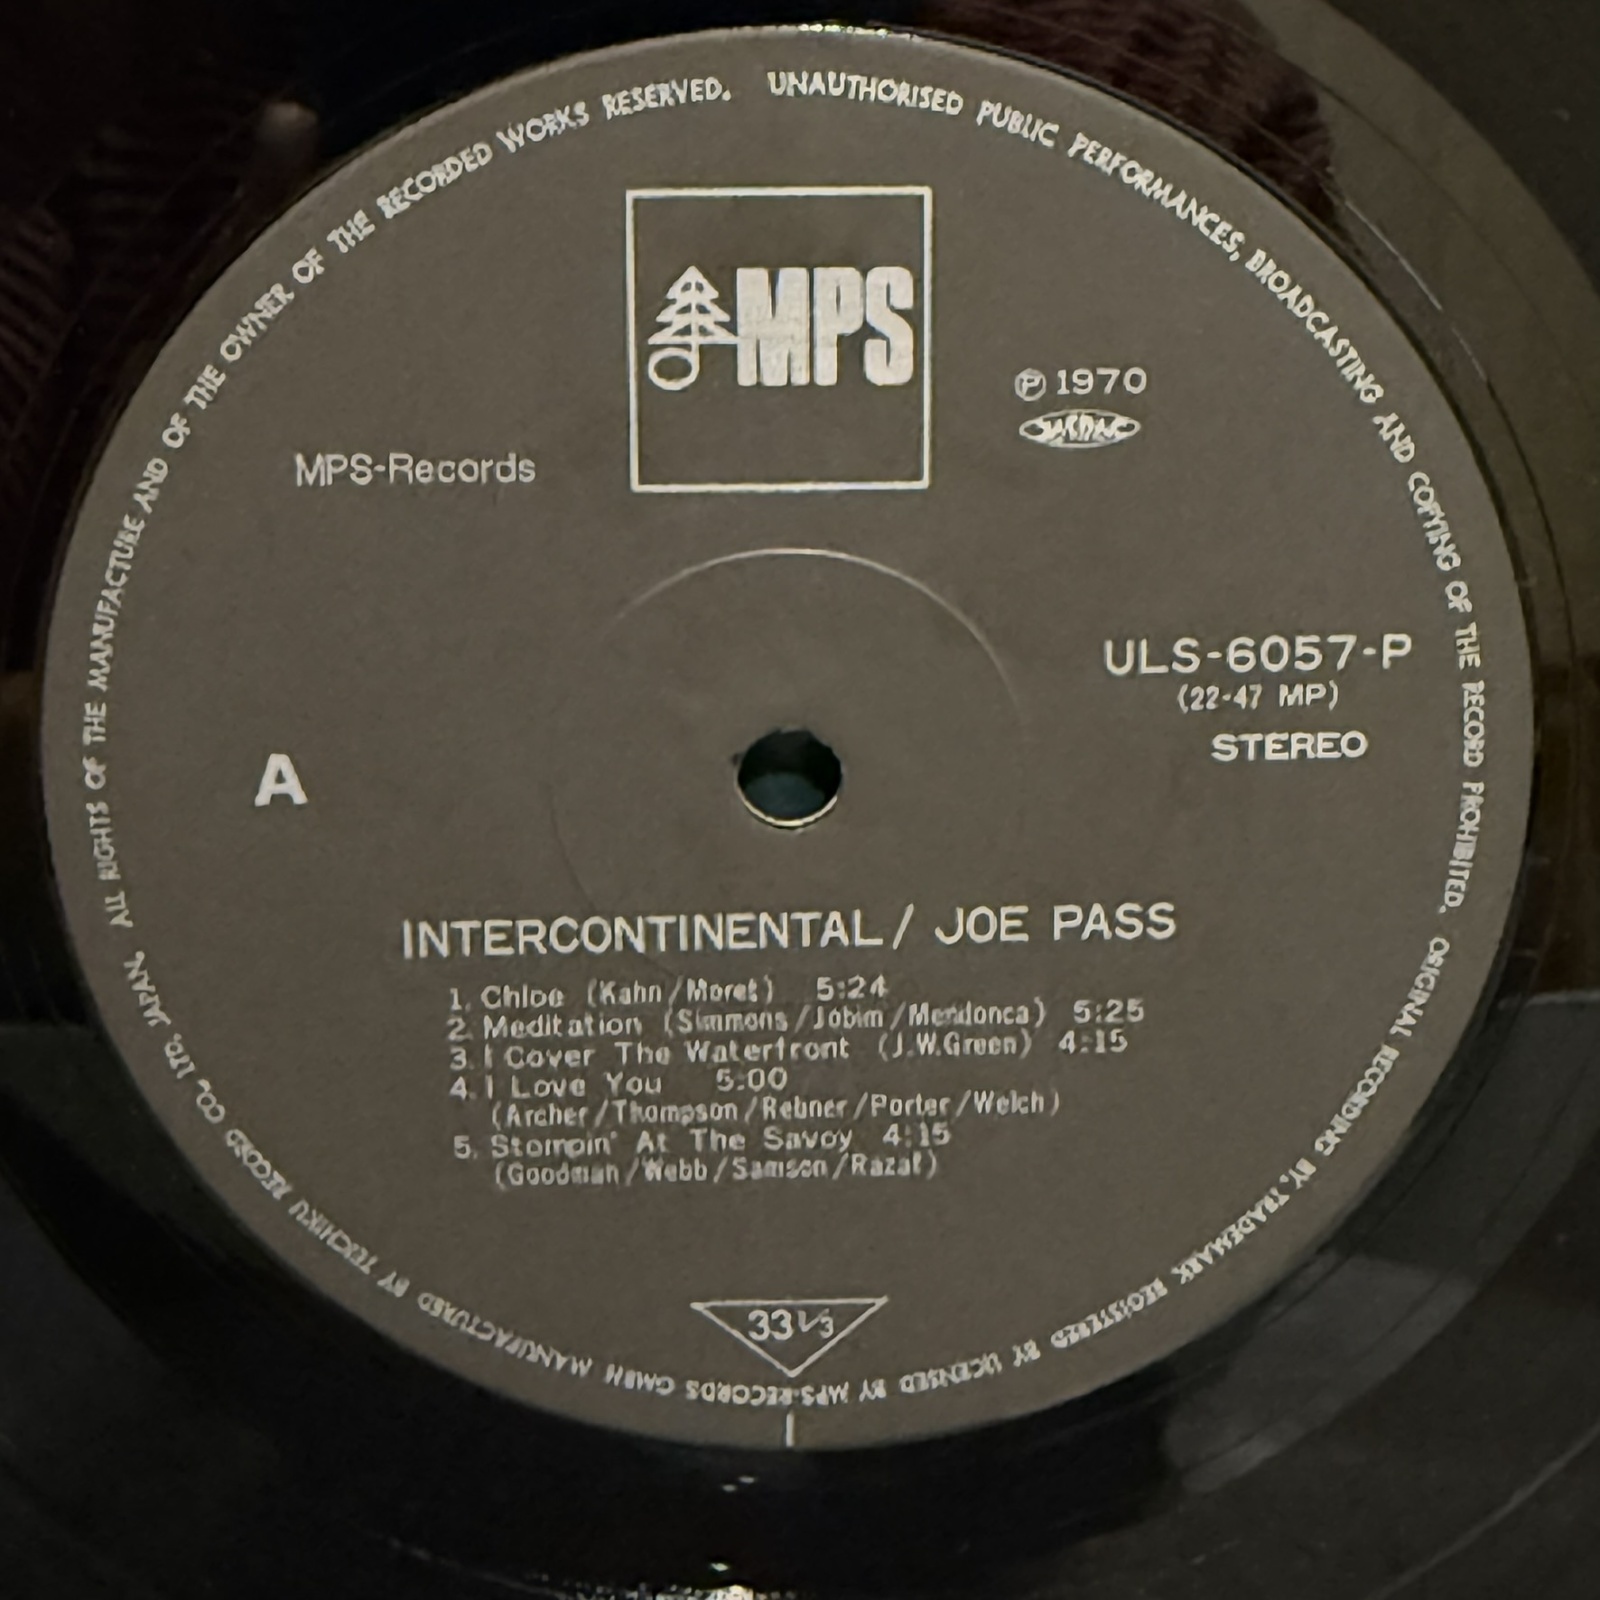 ALL RIGHTS OF THE MANUFACTURE AND OF THE OWNER OF THE RECORDED WORKS RESERVED. UNAUTHORISED PUBLIC PERFORMANCES, BROADCASTING AND COPYING OF THE RECORD PROHIBITED. ORIGINAL RECORDING BY, TRADEMARK REGISTERED BY LICENSED BY MPS-RECORDS GMBH MANUFACTURED BY TEICHIKU RECORD CO., LTD. JAPAN.
MPS
Ⓟ 1970
JASRAC
MPS-Records
ULS-6057-P
(22-47 MP)
STEREO
A
INTERCONTINENTAL / JOE PASS
1. Chloe (Kahn/Moret) 5:24
2. Meditation (Simmons/Jobim/Mendonca) 5:25
3. I Cover The Waterfront (J.W.Green) 4:15
4. I Love You 5:00
(Archer/Thompson/Rebner/Porter/Welch)
5. Stompin' At The Savoy 4:15
(Goodman/Webb/Samson/Razaf)
33 1/3